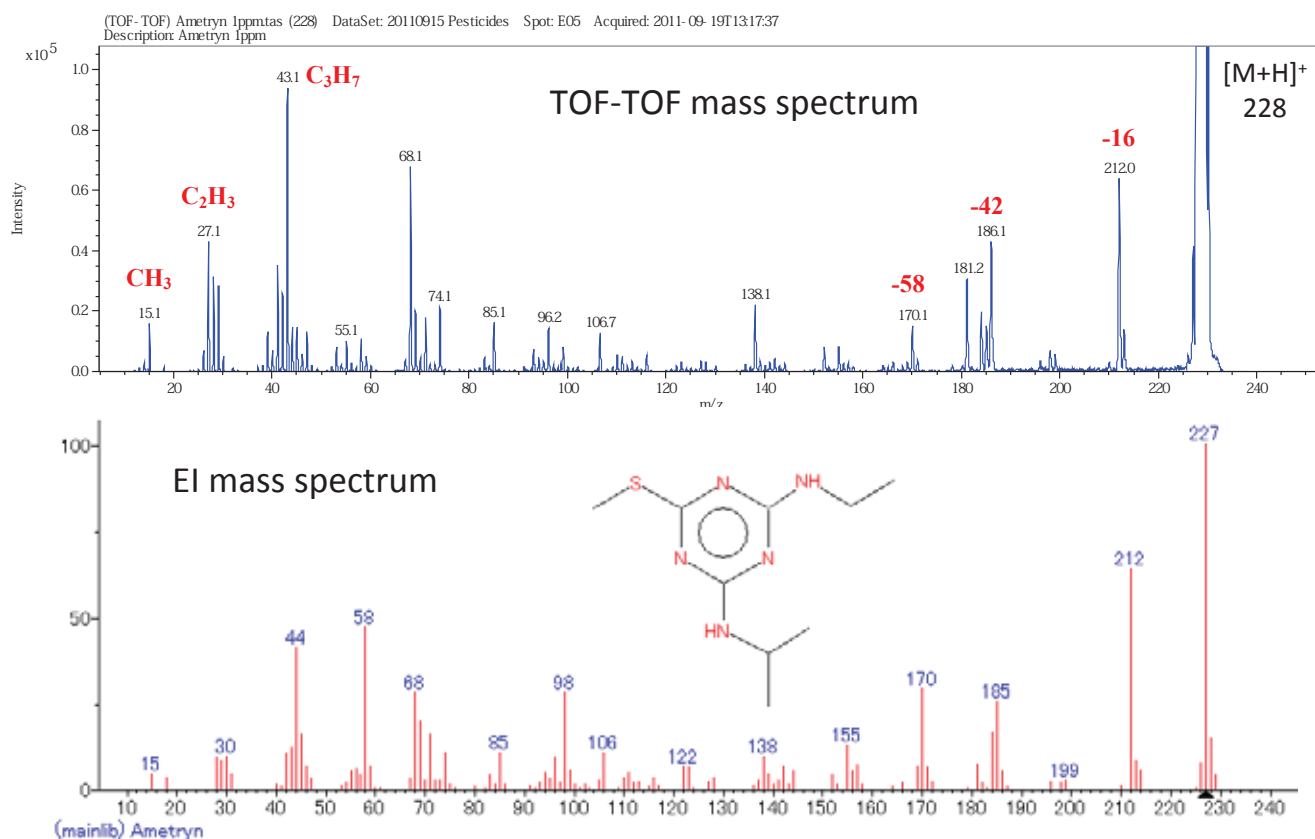 (TOF-TOF) Ametryn 1ppm.tas (228) DataSet: 20110915 Pesticides Spot: E05 Acquired: 2011-09-19T13:17:37
Description: Ametryn 1ppm
x10⁵
TOF-TOF mass spectrum
[M+H]⁺
228
C₃H₇
C₂H₃
CH₃
-58
-42
-16
Intensity
1.0
0.8
0.6
0.4
0.2
0.0
15.1
27.1
43.1
55.1
68.1
74.1
85.1
96.2
106.7
138.1
170.1
181.2
186.1
212.0
20 40 60 80 100 120 140 160 180 200 220 240
m/z
EI mass spectrum
100
50
0
S
N
NH
N
N
HN
15
30
44
58
68
85
98
106
122
138
155
170
185
199
212
227
10 20 30 40 50 60 70 80 90 100 110 120 130 140 150 160 170 180 190 200 210 220 230 240
(mainlib) Ametryn